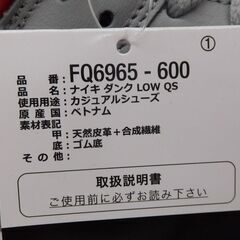 ①
品番：FQ6965-600
品名：ナイキ ダンク LOW QS
使用用途：カジュアルシューズ
原産国：ベトナム
素材表記
甲：天然皮革＋合成繊維
底：ゴム底
その他：
取扱説明書
ご使用前に必ずお読み下さい